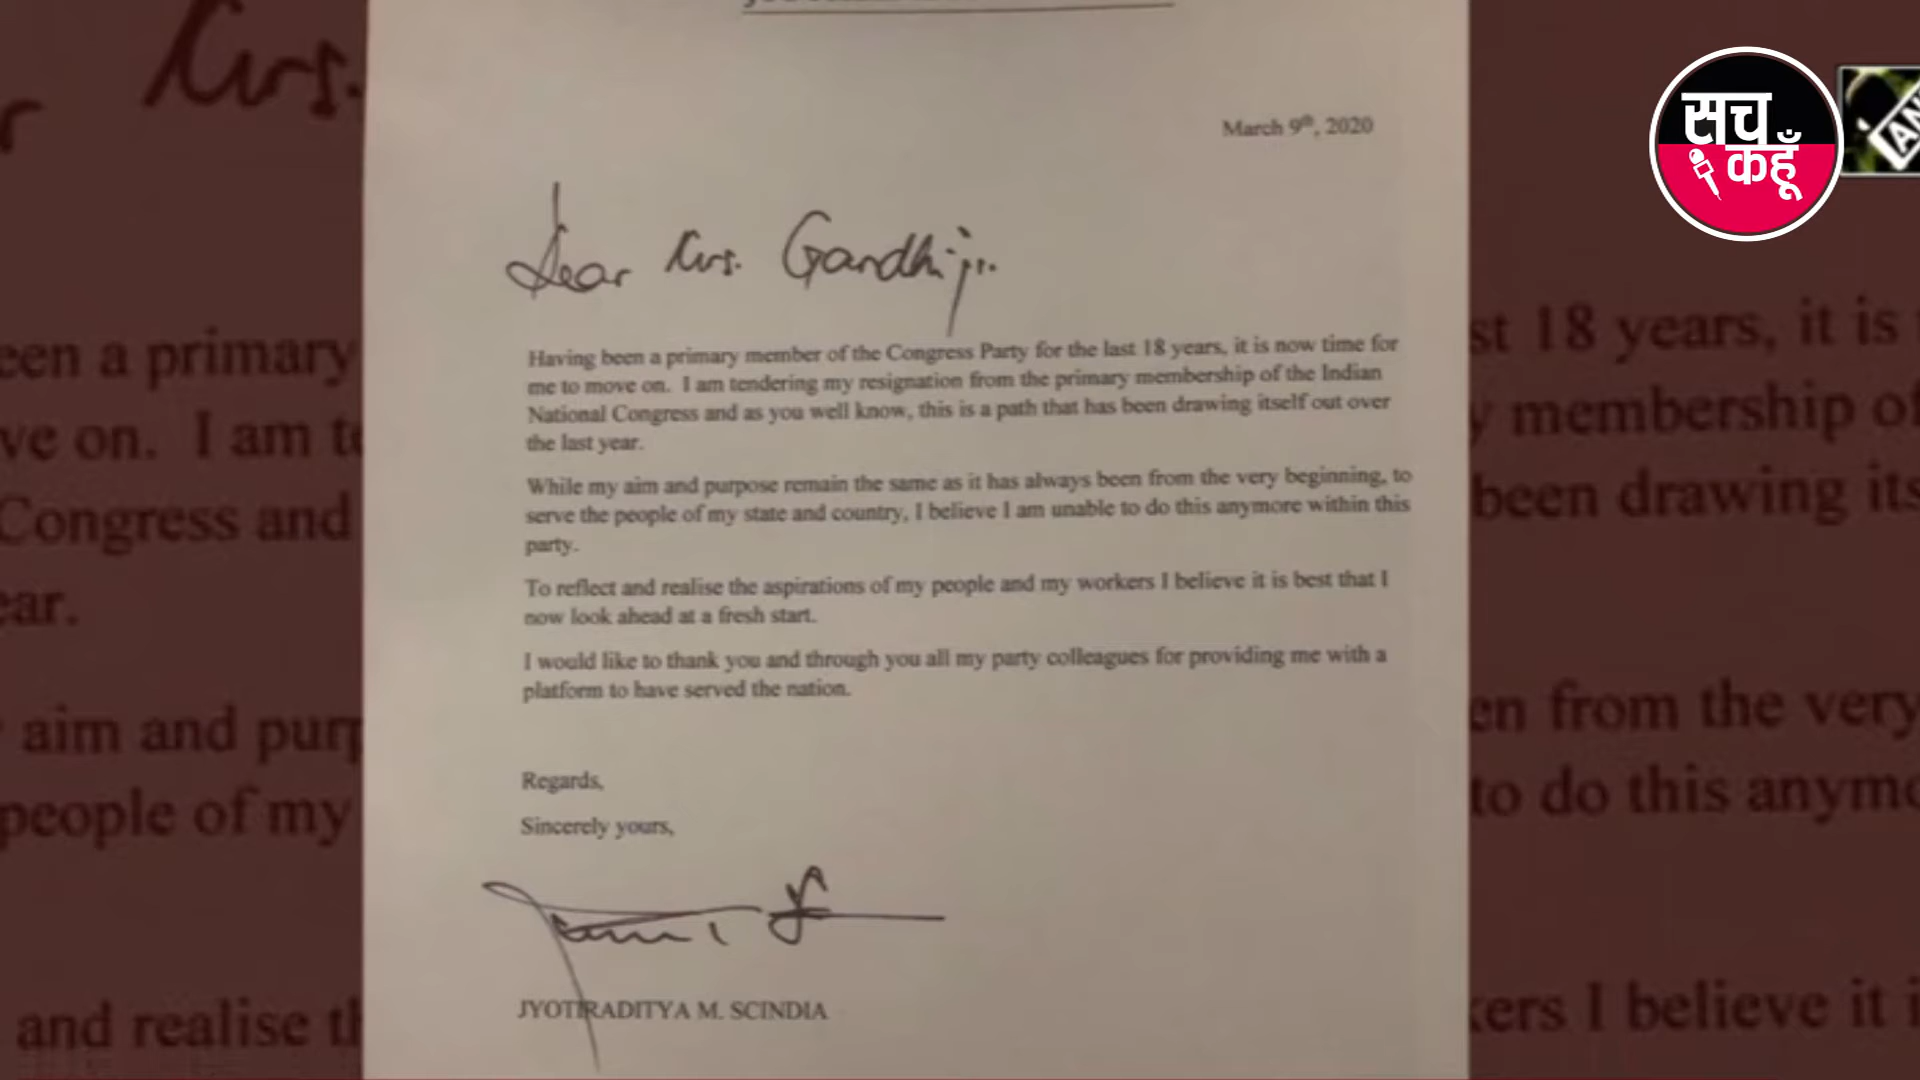 March 9th, 2020
सच
कहूँ
Dear Mrs. Gandhi ji.
Having been a primary member of the Congress Party for the last 18 years, it is now time for
me to move on. I am tendering my resignation from the primary membership of the Indian
National Congress and as you well know, this is a path that has been drawing itself out over
the last year.
While my aim and purpose remain the same as it has always been from the very beginning, to
serve the people of my state and country, I believe I am unable to do this anymore within this
party.
To reflect and realise the aspirations of my people and my workers I believe it is best that I
now look ahead at a fresh start.
I would like to thank you and through you all my party colleagues for providing me with a
platform to have served the nation.
Regards,
Sincerely yours,
JYOTIRADITYA M. SCINDIA